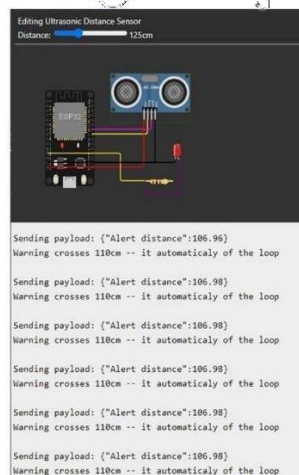 Editing Ultrasonic Distance Sensor
Distance: 125cm
ESP32
Sending payload: {"Alert distance":106.96}
Warning crosses 110cm -- it automaticaly of the loop
Sending payload: {"Alert distance":106.98}
Warning crosses 110cm -- it automaticaly of the loop
Sending payload: {"Alert distance":106.98}
Warning crosses 110cm -- it automaticaly of the loop
Sending payload: {"Alert distance":106.98}
Warning crosses 110cm -- it automaticaly of the loop
Sending payload: {"Alert distance":106.98}
Warning crosses 110cm -- it automaticaly of the loop
Sending payload: {"Alert distance":106.98}
Warning crosses 110cm -- it automaticaly of the loop